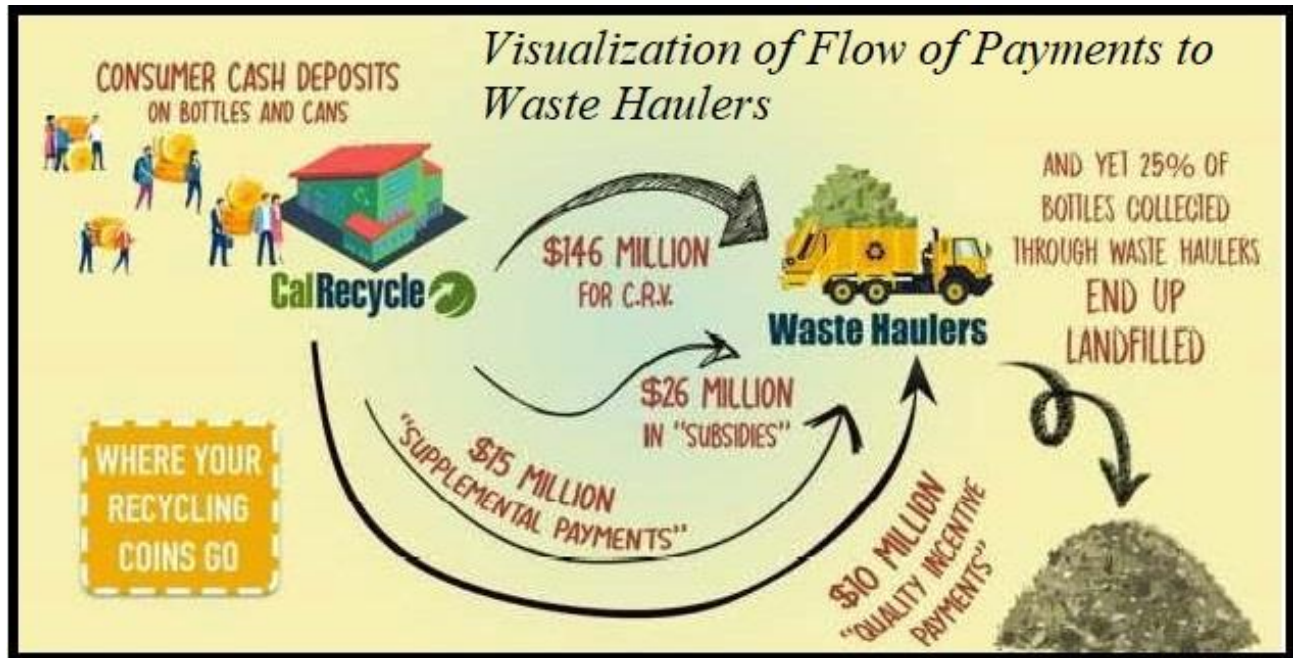 Visualization of Flow of Payments to
Waste Haulers
CONSUMER CASH DEPOSITS
ON BOTTLES AND CANS
CalRecycle
$146 MILLION
FOR C.R.V.
Waste Haulers
AND YET 25% OF
BOTTLES COLLECTED
THROUGH WASTE HAULERS
END UP
LANDFILLED
$26 MILLION
IN "SUBSIDIES"
$15 MILLION
"SUPPLEMENTAL PAYMENTS"
$10 MILLION
"QUALITY INCENTIVE
PAYMENTS"
WHERE YOUR
RECYCLING
COINS GO